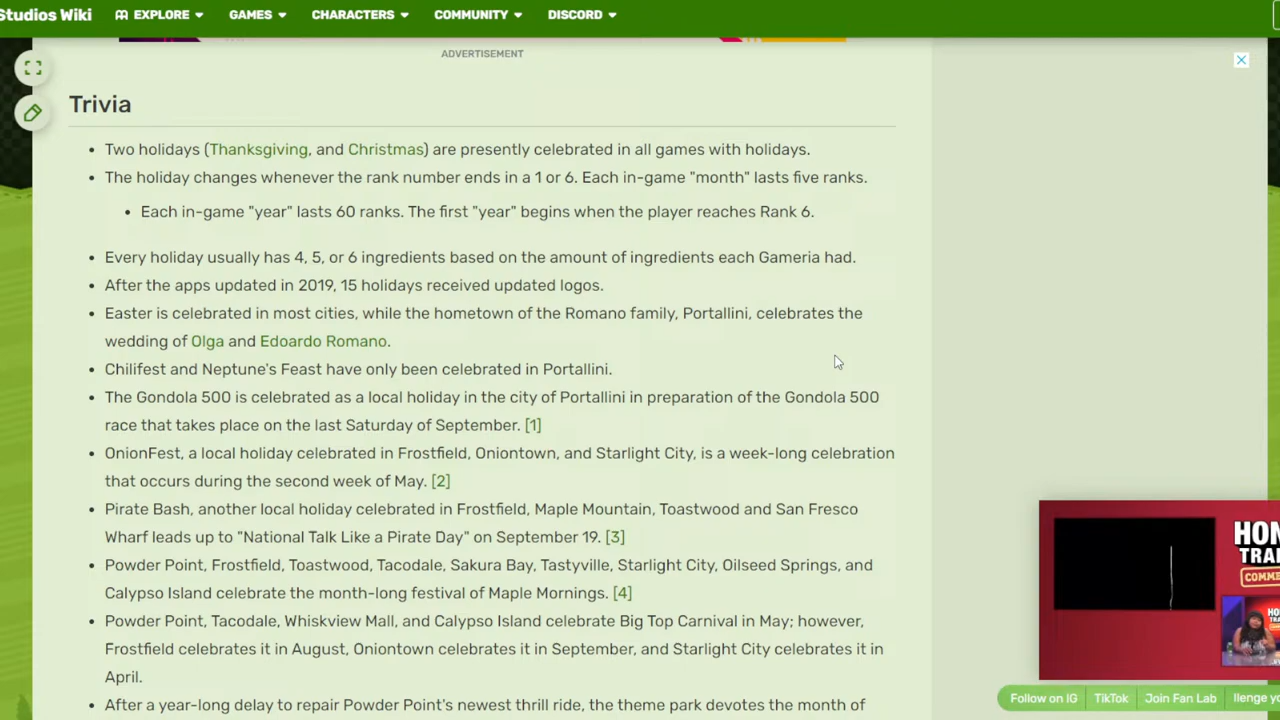 Studios Wiki
EXPLORE
GAMES
CHARACTERS
COMMUNITY
DISCORD
ADVERTISEMENT
Trivia
Two holidays (Thanksgiving, and Christmas) are presently celebrated in all games with holidays.
The holiday changes whenever the rank number ends in a 1 or 6. Each in-game "month" lasts five ranks.
Each in-game "year" lasts 60 ranks. The first "year" begins when the player reaches Rank 6.
Every holiday usually has 4, 5, or 6 ingredients based on the amount of ingredients each Gameria had.
After the apps updated in 2019, 15 holidays received updated logos.
Easter is celebrated in most cities, while the hometown of the Romano family, Portallini, celebrates the
wedding of Olga and Edoardo Romano.
Chilifest and Neptune's Feast have only been celebrated in Portallini.
The Gondola 500 is celebrated as a local holiday in the city of Portallini in preparation of the Gondola 500
race that takes place on the last Saturday of September. [1]
OnionFest, a local holiday celebrated in Frostfield, Oniontown, and Starlight City, is a week-long celebration
that occurs during the second week of May. [2]
Pirate Bash, another local holiday celebrated in Frostfield, Maple Mountain, Toastwood and San Fresco
Wharf leads up to "National Talk Like a Pirate Day" on September 19. [3]
Powder Point, Frostfield, Toastwood, Tacodale, Sakura Bay, Tastyville, Starlight City, Oilseed Springs, and
Calypso Island celebrate the month-long festival of Maple Mornings. [4]
Powder Point, Tacodale, Whiskview Mall, and Calypso Island celebrate Big Top Carnival in May; however,
Frostfield celebrates it in August, Oniontown celebrates it in September, and Starlight City celebrates it in
April.
After a year-long delay to repair Powder Point's newest thrill ride, the theme park devotes the month of
HON
TRA
COMME
Follow on IG
TikTok
Join Fan Lab
llenge yo